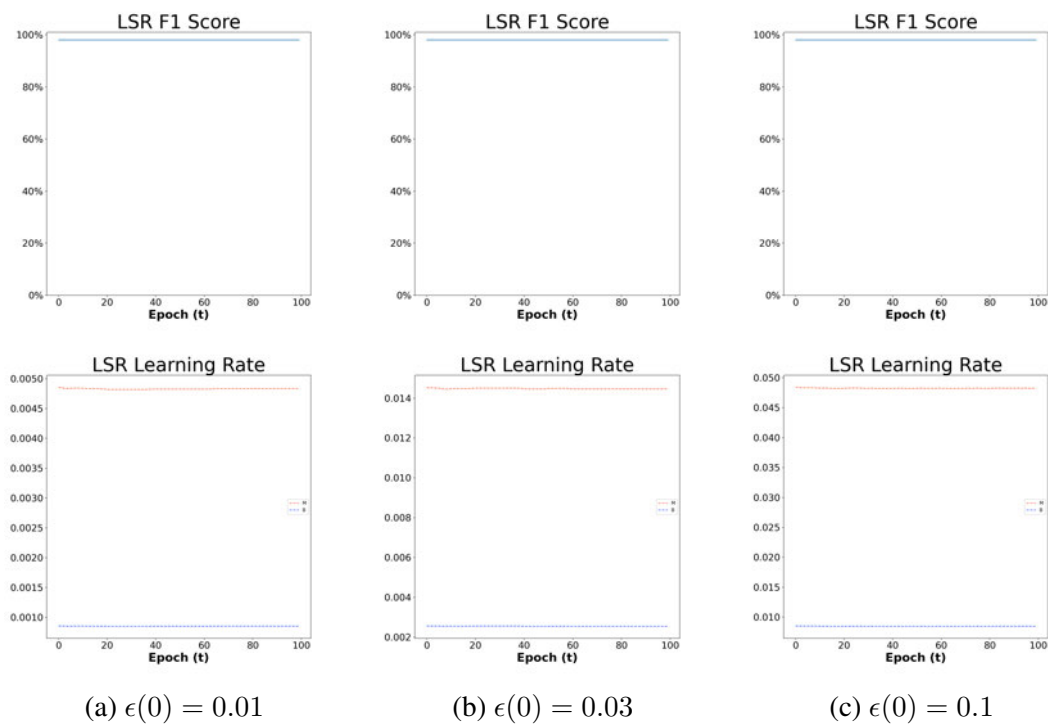 LSR F1 Score
100%
80%
60%
40%
20%
0%
0 20 40 60 80 100
Epoch (t)
LSR F1 Score
100%
80%
60%
40%
20%
0%
0 20 40 60 80 100
Epoch (t)
LSR F1 Score
100%
80%
60%
40%
20%
0%
0 20 40 60 80 100
Epoch (t)
LSR Learning Rate
0.0050
0.0045
0.0040
0.0035
0.0030
0.0025
0.0020
0.0015
0.0010
M
B
0 20 40 60 80 100
Epoch (t)
LSR Learning Rate
0.014
0.012
0.010
0.008
0.006
0.004
0.002
M
B
0 20 40 60 80 100
Epoch (t)
LSR Learning Rate
0.050
0.045
0.040
0.035
0.030
0.025
0.020
0.015
0.010
M
B
0 20 40 60 80 100
Epoch (t)
(a) ϵ(0) = 0.01
(b) ϵ(0) = 0.03
(c) ϵ(0) = 0.1